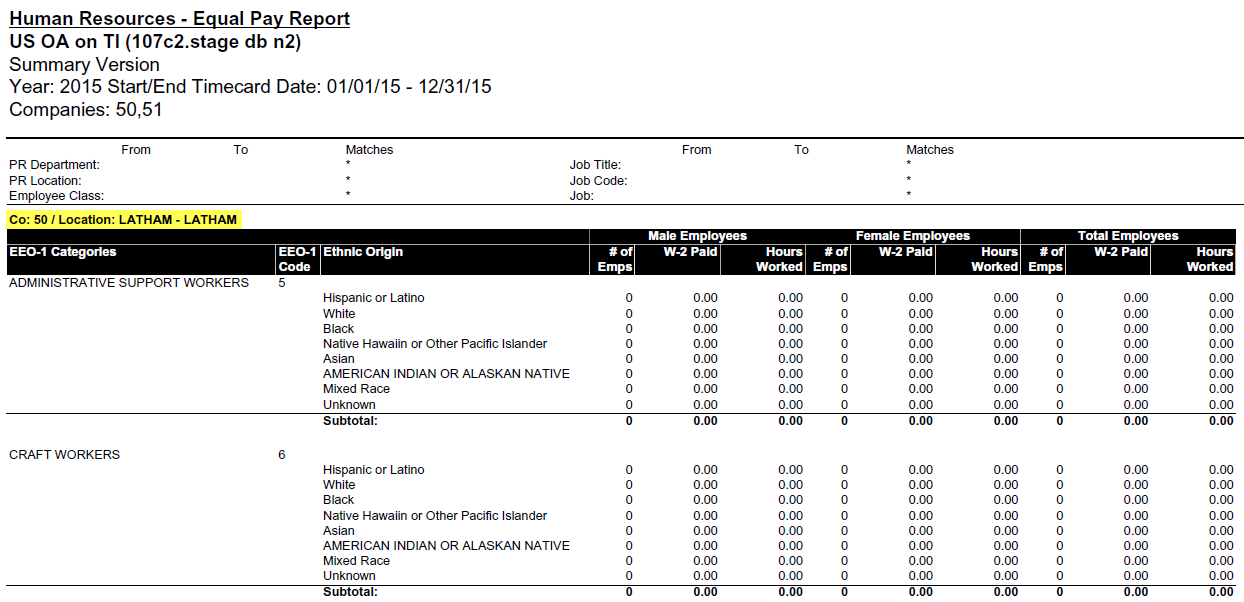 Human Resources - Equal Pay Report
US OA on TI (107c2.stage db n2)
Summary Version
Year: 2015 Start/End Timecard Date: 01/01/15 - 12/31/15
Companies: 50,51
From To Matches From To Matches
PR Department: * Job Title: *
PR Location: * Job Code: *
Employee Class: * Job: *
Co: 50 / Location: LATHAM - LATHAM
Male Employees Female Employees Total Employees
EEO-1 Categories EEO-1 Ethnic Origin # of W-2 Paid Hours # of W-2 Paid Hours # of W-2 Paid Hours
Code Emps Worked Emps Worked Emps Worked
ADMINISTRATIVE SUPPORT WORKERS 5
Hispanic or Latino 0 0.00 0.00 0 0.00 0.00 0 0.00 0.00
White 0 0.00 0.00 0 0.00 0.00 0 0.00 0.00
Black 0 0.00 0.00 0 0.00 0.00 0 0.00 0.00
Native Hawaiin or Other Pacific Islander 0 0.00 0.00 0 0.00 0.00 0 0.00 0.00
Asian 0 0.00 0.00 0 0.00 0.00 0 0.00 0.00
AMERICAN INDIAN OR ALASKAN NATIVE 0 0.00 0.00 0 0.00 0.00 0 0.00 0.00
Mixed Race 0 0.00 0.00 0 0.00 0.00 0 0.00 0.00
Unknown 0 0.00 0.00 0 0.00 0.00 0 0.00 0.00
Subtotal: 0 0.00 0.00 0 0.00 0.00 0 0.00 0.00
CRAFT WORKERS 6
Hispanic or Latino 0 0.00 0.00 0 0.00 0.00 0 0.00 0.00
White 0 0.00 0.00 0 0.00 0.00 0 0.00 0.00
Black 0 0.00 0.00 0 0.00 0.00 0 0.00 0.00
Native Hawaiin or Other Pacific Islander 0 0.00 0.00 0 0.00 0.00 0 0.00 0.00
Asian 0 0.00 0.00 0 0.00 0.00 0 0.00 0.00
AMERICAN INDIAN OR ALASKAN NATIVE 0 0.00 0.00 0 0.00 0.00 0 0.00 0.00
Mixed Race 0 0.00 0.00 0 0.00 0.00 0 0.00 0.00
Unknown 0 0.00 0.00 0 0.00 0.00 0 0.00 0.00
Subtotal: 0 0.00 0.00 0 0.00 0.00 0 0.00 0.00